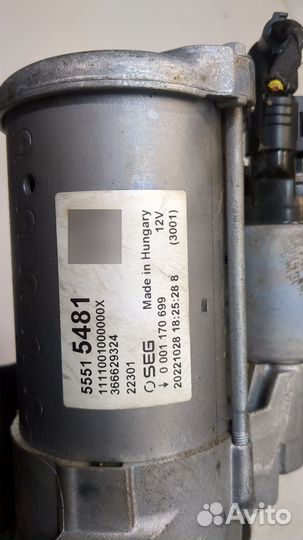 5551 5481
1111001000000X
366629324
22301
SEG Made in Hungary
0 001 170 699 12V
20221028 18:25:28 8 (3001)
Avito